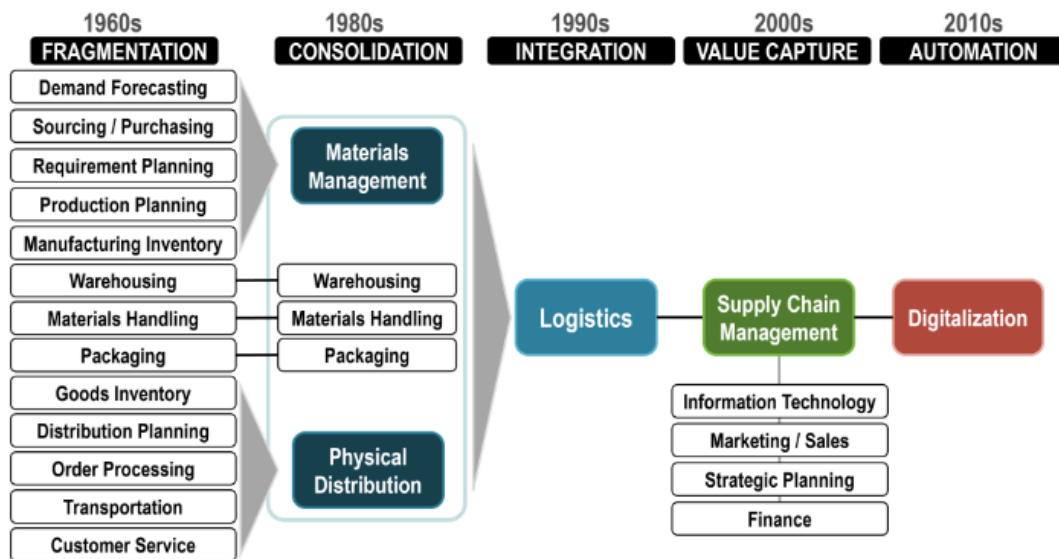 1960s
FRAGMENTATION
Demand Forecasting
Sourcing / Purchasing
Requirement Planning
Production Planning
Manufacturing Inventory
Warehousing
Materials Handling
Packaging
Goods Inventory
Distribution Planning
Order Processing
Transportation
Customer Service
1980s
CONSOLIDATION
Materials
Management
Warehousing
Materials Handling
Packaging
Physical
Distribution
1990s
INTEGRATION
Logistics
2000s
VALUE CAPTURE
Supply Chain
Management
Information Technology
Marketing / Sales
Strategic Planning
Finance
2010s
AUTOMATION
Digitalization